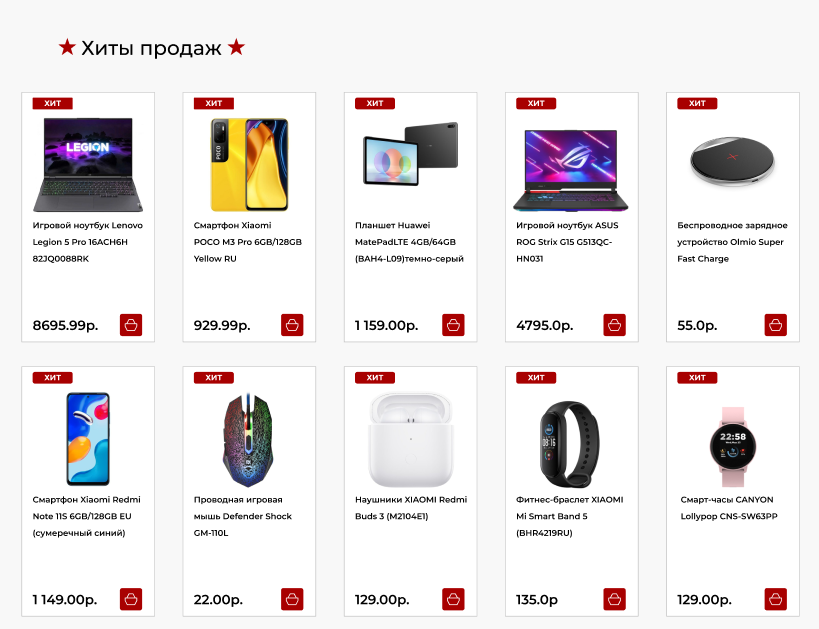 ★ Хиты продаж ★
ХИТ
LEGION
Игровой ноутбук Lenovo
Legion 5 Pro 16ACH6H
82JQ0088RK
8695.99р.
ХИТ
POCO
Смартфон Xiaomi
POCO M3 Pro 6GB/128GB
Yellow RU
929.99р.
ХИТ
Планшет Huawei
MatePadLTE 4GB/64GB
(BAH4-L09)темно-серый
1 159.00р.
ХИТ
Игровой ноутбук ASUS
ROG Strix G15 G513QC-
HN031
4795.0р.
ХИТ
Беспроводное зарядное
устройство Olmio Super
Fast Charge
55.0р.
ХИТ
Смартфон Xiaomi Redmi
Note 11S 6GB/128GB EU
(сумеречный синий)
1 149.00р.
ХИТ
Проводная игровая
мышь Defender Shock
GM-110L
22.00р.
ХИТ
Наушники XIAOMI Redmi
Buds 3 (M2104E1)
129.00р.
ХИТ
Фитнес-браслет XIAOMI
Mi Smart Band 5
(BHR4219RU)
135.0р
ХИТ
22:58
Смарт-часы CANYON
Lollypop CNS-SW63PP
129.00р.